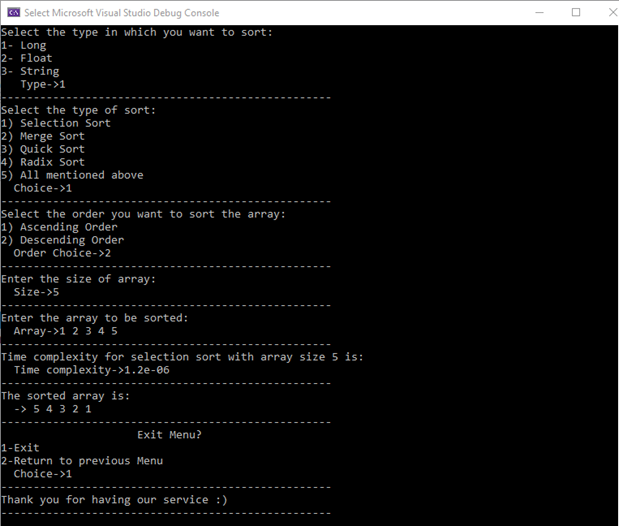 Select Microsoft Visual Studio Debug Console
Select the type in which you want to sort:
1- Long
2- Float
3- String
   Type->1
---------------------------------------------------
Select the type of sort:
1) Selection Sort
2) Merge Sort
3) Quick Sort
4) Radix Sort
5) All mentioned above
  Choice->1
---------------------------------------------------
Select the order you want to sort the array:
1) Ascending Order
2) Descending Order
  Order Choice->2
---------------------------------------------------
Enter the size of array:
  Size->5
---------------------------------------------------
Enter the array to be sorted:
  Array->1 2 3 4 5
---------------------------------------------------
Time complexity for selection sort with array size 5 is:
  Time complexity->1.2e-06
---------------------------------------------------
The sorted array is:
  -> 5 4 3 2 1
---------------------------------------------------
                     Exit Menu?
1-Exit
2-Return to previous Menu
  Choice->1
---------------------------------------------------
Thank you for having our service :)
---------------------------------------------------